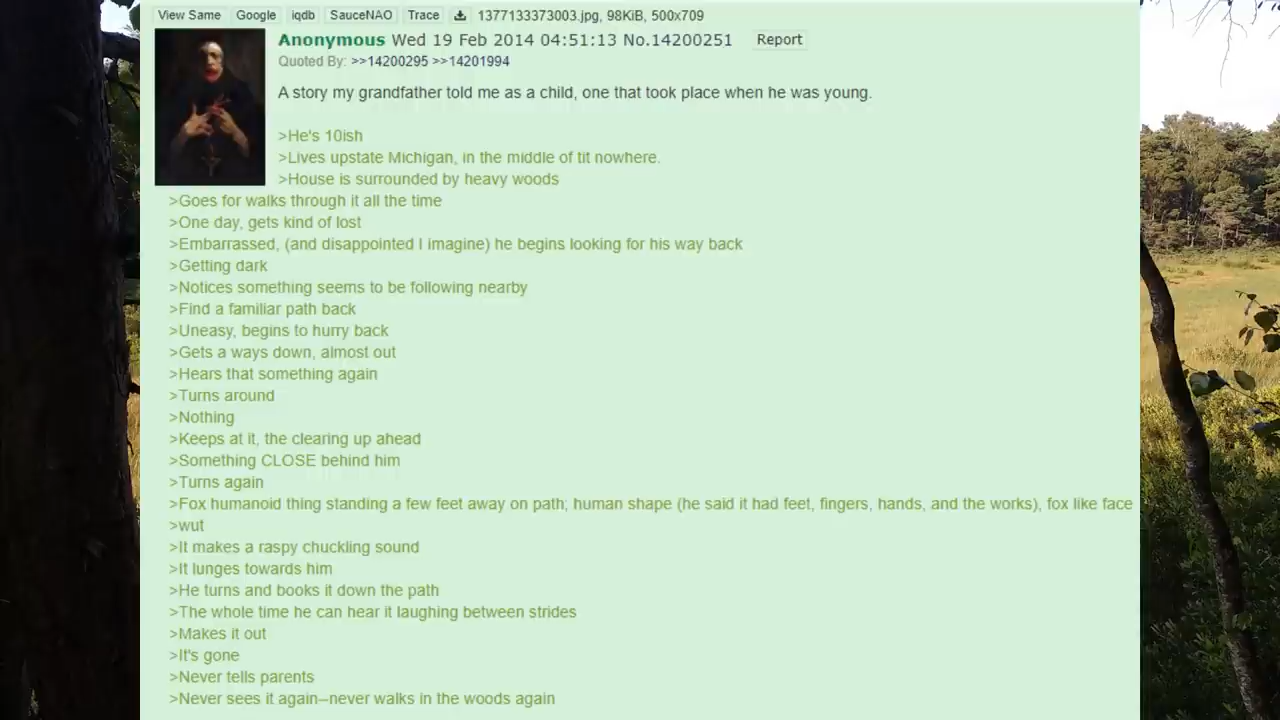 View Same Google iqdb SauceNAO Trace 1377133373003.jpg, 98KiB, 500x709
Anonymous Wed 19 Feb 2014 04:51:13 No.14200251 Report
Quoted By: >>14200295 >>14201994
A story my grandfather told me as a child, one that took place when he was young.
>He's 10ish
>Lives upstate Michigan, in the middle of tit nowhere.
>House is surrounded by heavy woods
>Goes for walks through it all the time
>One day, gets kind of lost
>Embarrassed, (and disappointed I imagine) he begins looking for his way back
>Getting dark
>Notices something seems to be following nearby
>Find a familiar path back
>Uneasy, begins to hurry back
>Gets a ways down, almost out
>Hears that something again
>Turns around
>Nothing
>Keeps at it, the clearing up ahead
>Something CLOSE behind him
>Turns again
>Fox humanoid thing standing a few feet away on path; human shape (he said it had feet, fingers, hands, and the works), fox like face
>wut
>It makes a raspy chuckling sound
>It lunges towards him
>He turns and books it down the path
>The whole time he can hear it laughing between strides
>Makes it out
>It's gone
>Never tells parents
>Never sees it again--never walks in the woods again